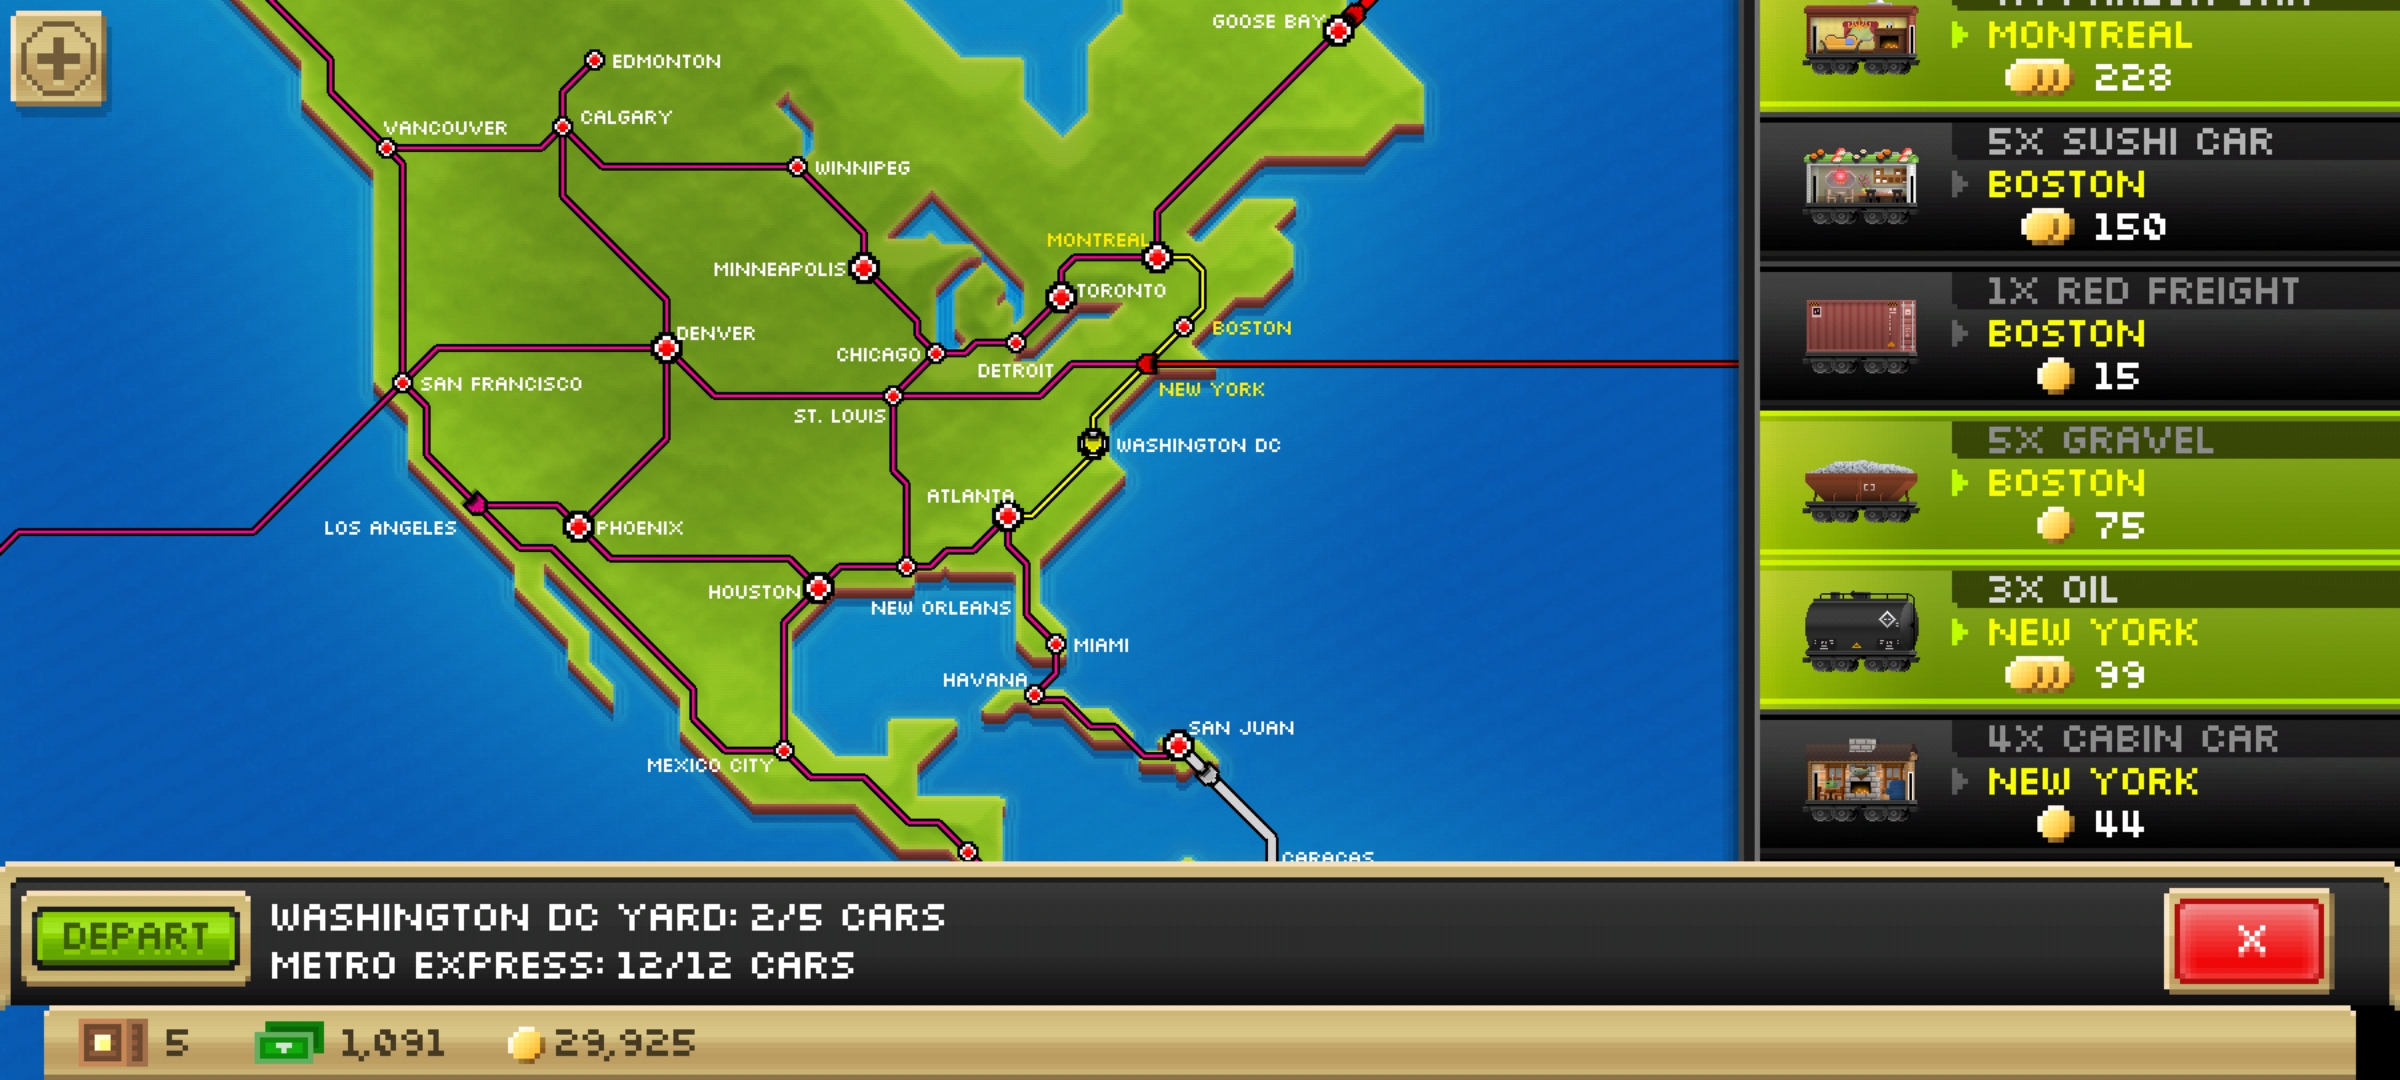 GOOSE BAY
EDMONTON
CALGARY
VANCOUVER
WINNIPEG
MONTREAL
MINNEAPOLIS
TORONTO
BOSTON
DENVER
CHICAGO
DETROIT
SAN FRANCISCO
NEW YORK
ST. LOUIS
WASHINGTON DC
ATLANTA
LOS ANGELES
PHOENIX
HOUSTON
NEW ORLEANS
MIAMI
HAVANA
SAN JUAN
MEXICO CITY
CARACAS
MONTREAL
228
5X SUSHI CAR
BOSTON
150
1X RED FREIGHT
BOSTON
15
5X GRAVEL
BOSTON
75
3X OIL
NEW YORK
99
4X CABIN CAR
NEW YORK
44
DEPART
WASHINGTON DC YARD: 2/5 CARS
METRO EXPRESS: 12/12 CARS
X
5
1,091
29,925